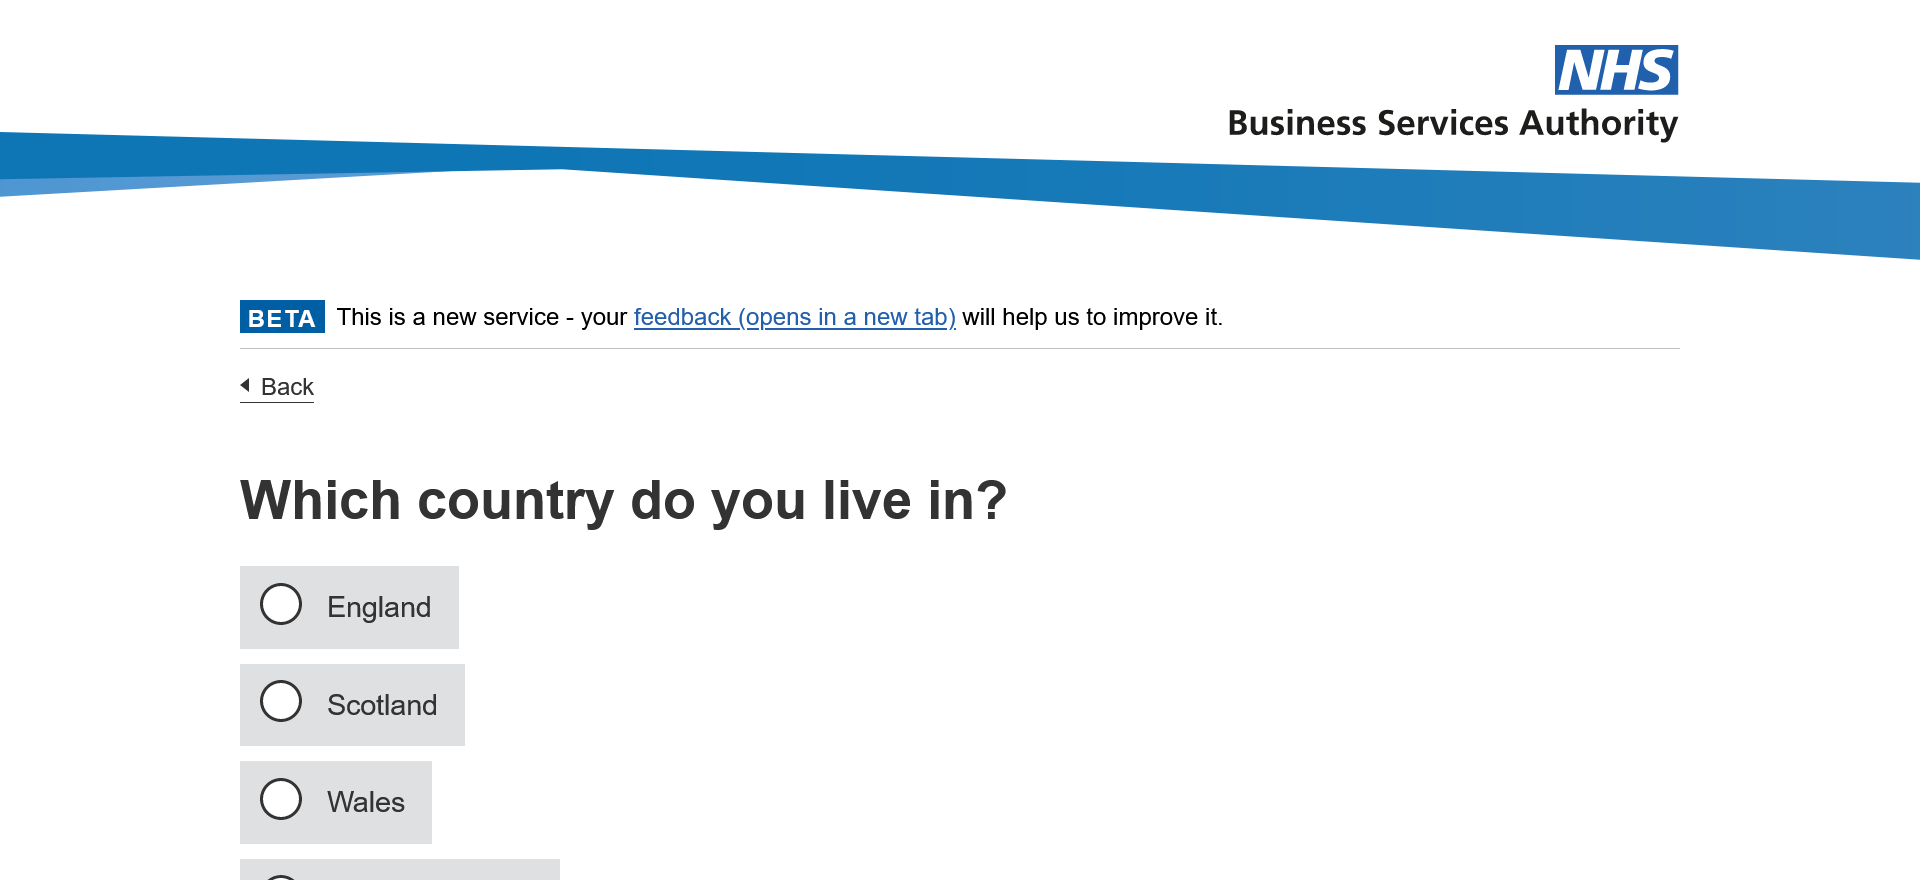 NHS
Business Services Authority
BETA This is a new service - your feedback (opens in a new tab) will help us to improve it.
Back
Which country do you live in?
England
Scotland
Wales